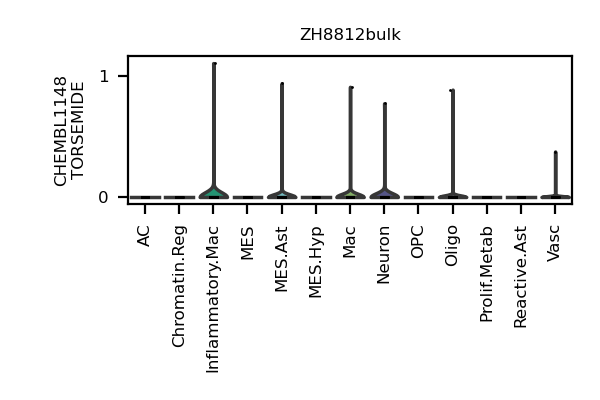 ZH8812bulk
CHEMBL1148
TORSEMIDE
1
0
AC
Chromatin.Reg
Inflammatory.Mac
MES
MES.Ast
MES.Hyp
Mac
Neuron
OPC
Oligo
Prolif.Metab
Reactive.Ast
Vasc